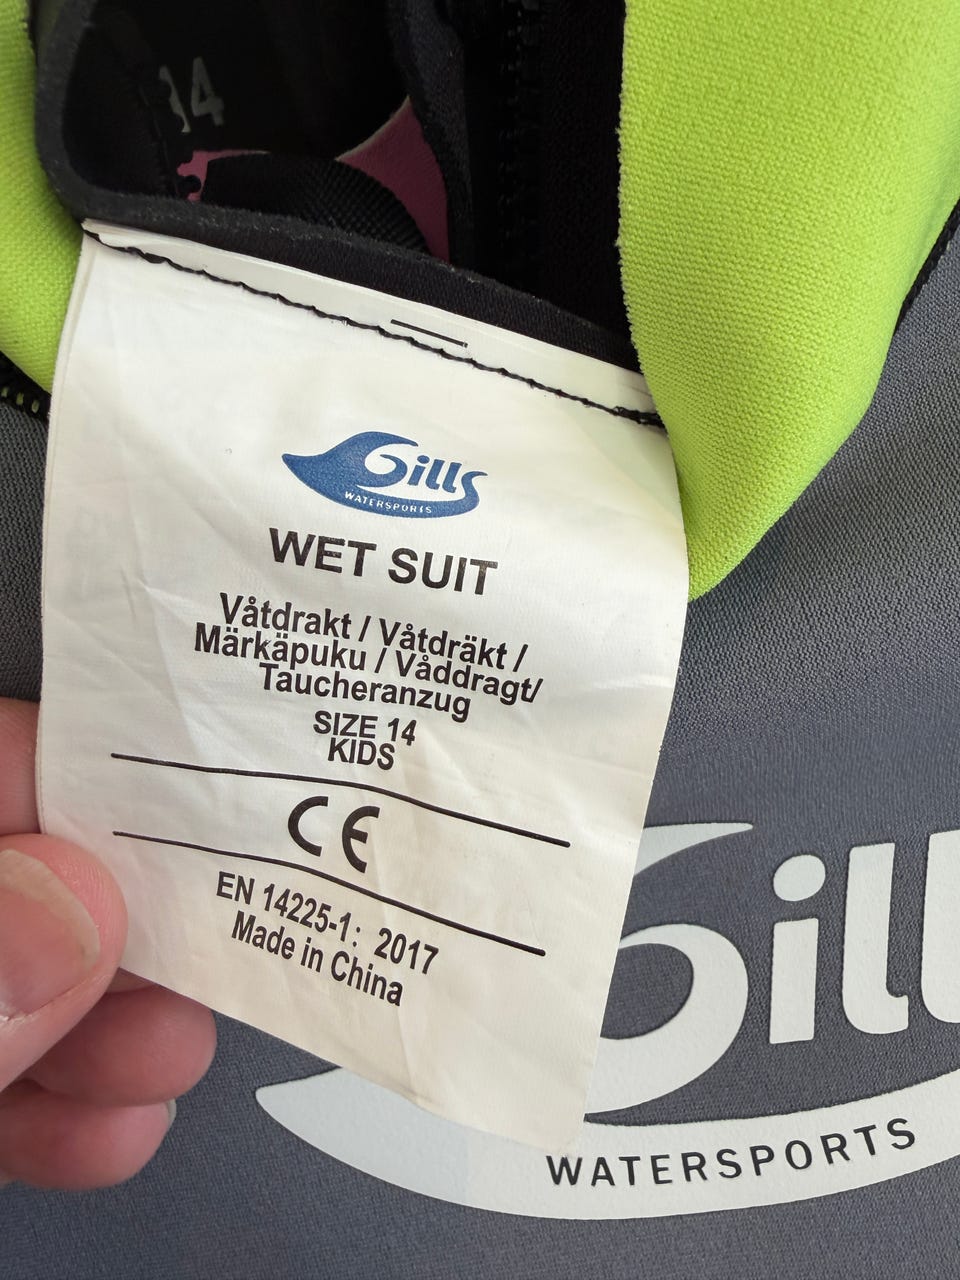 14
Gills
WATERSPORTS
WET SUIT
Våtdrakt / Våtdräkt /
Märkäpuku / Våddragt/
Taucheranzug
SIZE 14
KIDS
CE
EN 14225-1: 2017
Made in China
Gill
WATERSPORTS